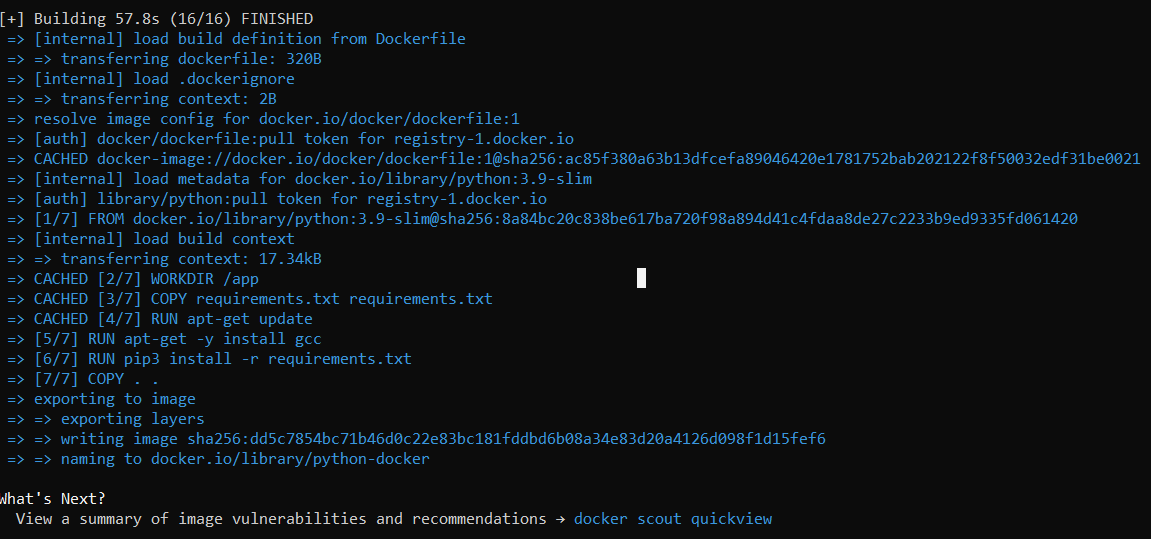 [+] Building 57.8s (16/16) FINISHED
=> [internal] load build definition from Dockerfile
=> => transferring dockerfile: 320B
=> [internal] load .dockerignore
=> => transferring context: 2B
=> resolve image config for docker.io/docker/dockerfile:1
=> [auth] docker/dockerfile:pull token for registry-1.docker.io
=> CACHED docker-image://docker.io/docker/dockerfile:1@sha256:ac85f380a63b13dfcefa89046420e1781752bab202122f8f50032edf31be0021
=> [internal] load metadata for docker.io/library/python:3.9-slim
=> [auth] library/python:pull token for registry-1.docker.io
=> [1/7] FROM docker.io/library/python:3.9-slim@sha256:8a84bc20c838be617ba720f98a894d41c4fdaa8de27c2233b9ed9335fd061420
=> [internal] load build context
=> => transferring context: 17.34kB
=> CACHED [2/7] WORKDIR /app
=> CACHED [3/7] COPY requirements.txt requirements.txt
=> CACHED [4/7] RUN apt-get update
=> [5/7] RUN apt-get -y install gcc
=> [6/7] RUN pip3 install -r requirements.txt
=> [7/7] COPY . .
=> exporting to image
=> => exporting layers
=> => writing image sha256:dd5c7854bc71b46d0c22e83bc181fddbd6b08a34e83d20a4126d098f1d15fef6
=> => naming to docker.io/library/python-docker
What's Next?
View a summary of image vulnerabilities and recommendations → docker scout quickview